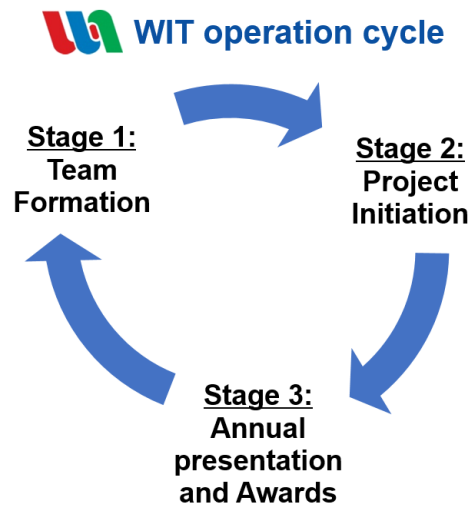 WIT operation cycle
Stage 1:
Team
Formation
Stage 2:
Project
Initiation
Stage 3:
Annual
presentation
and Awards